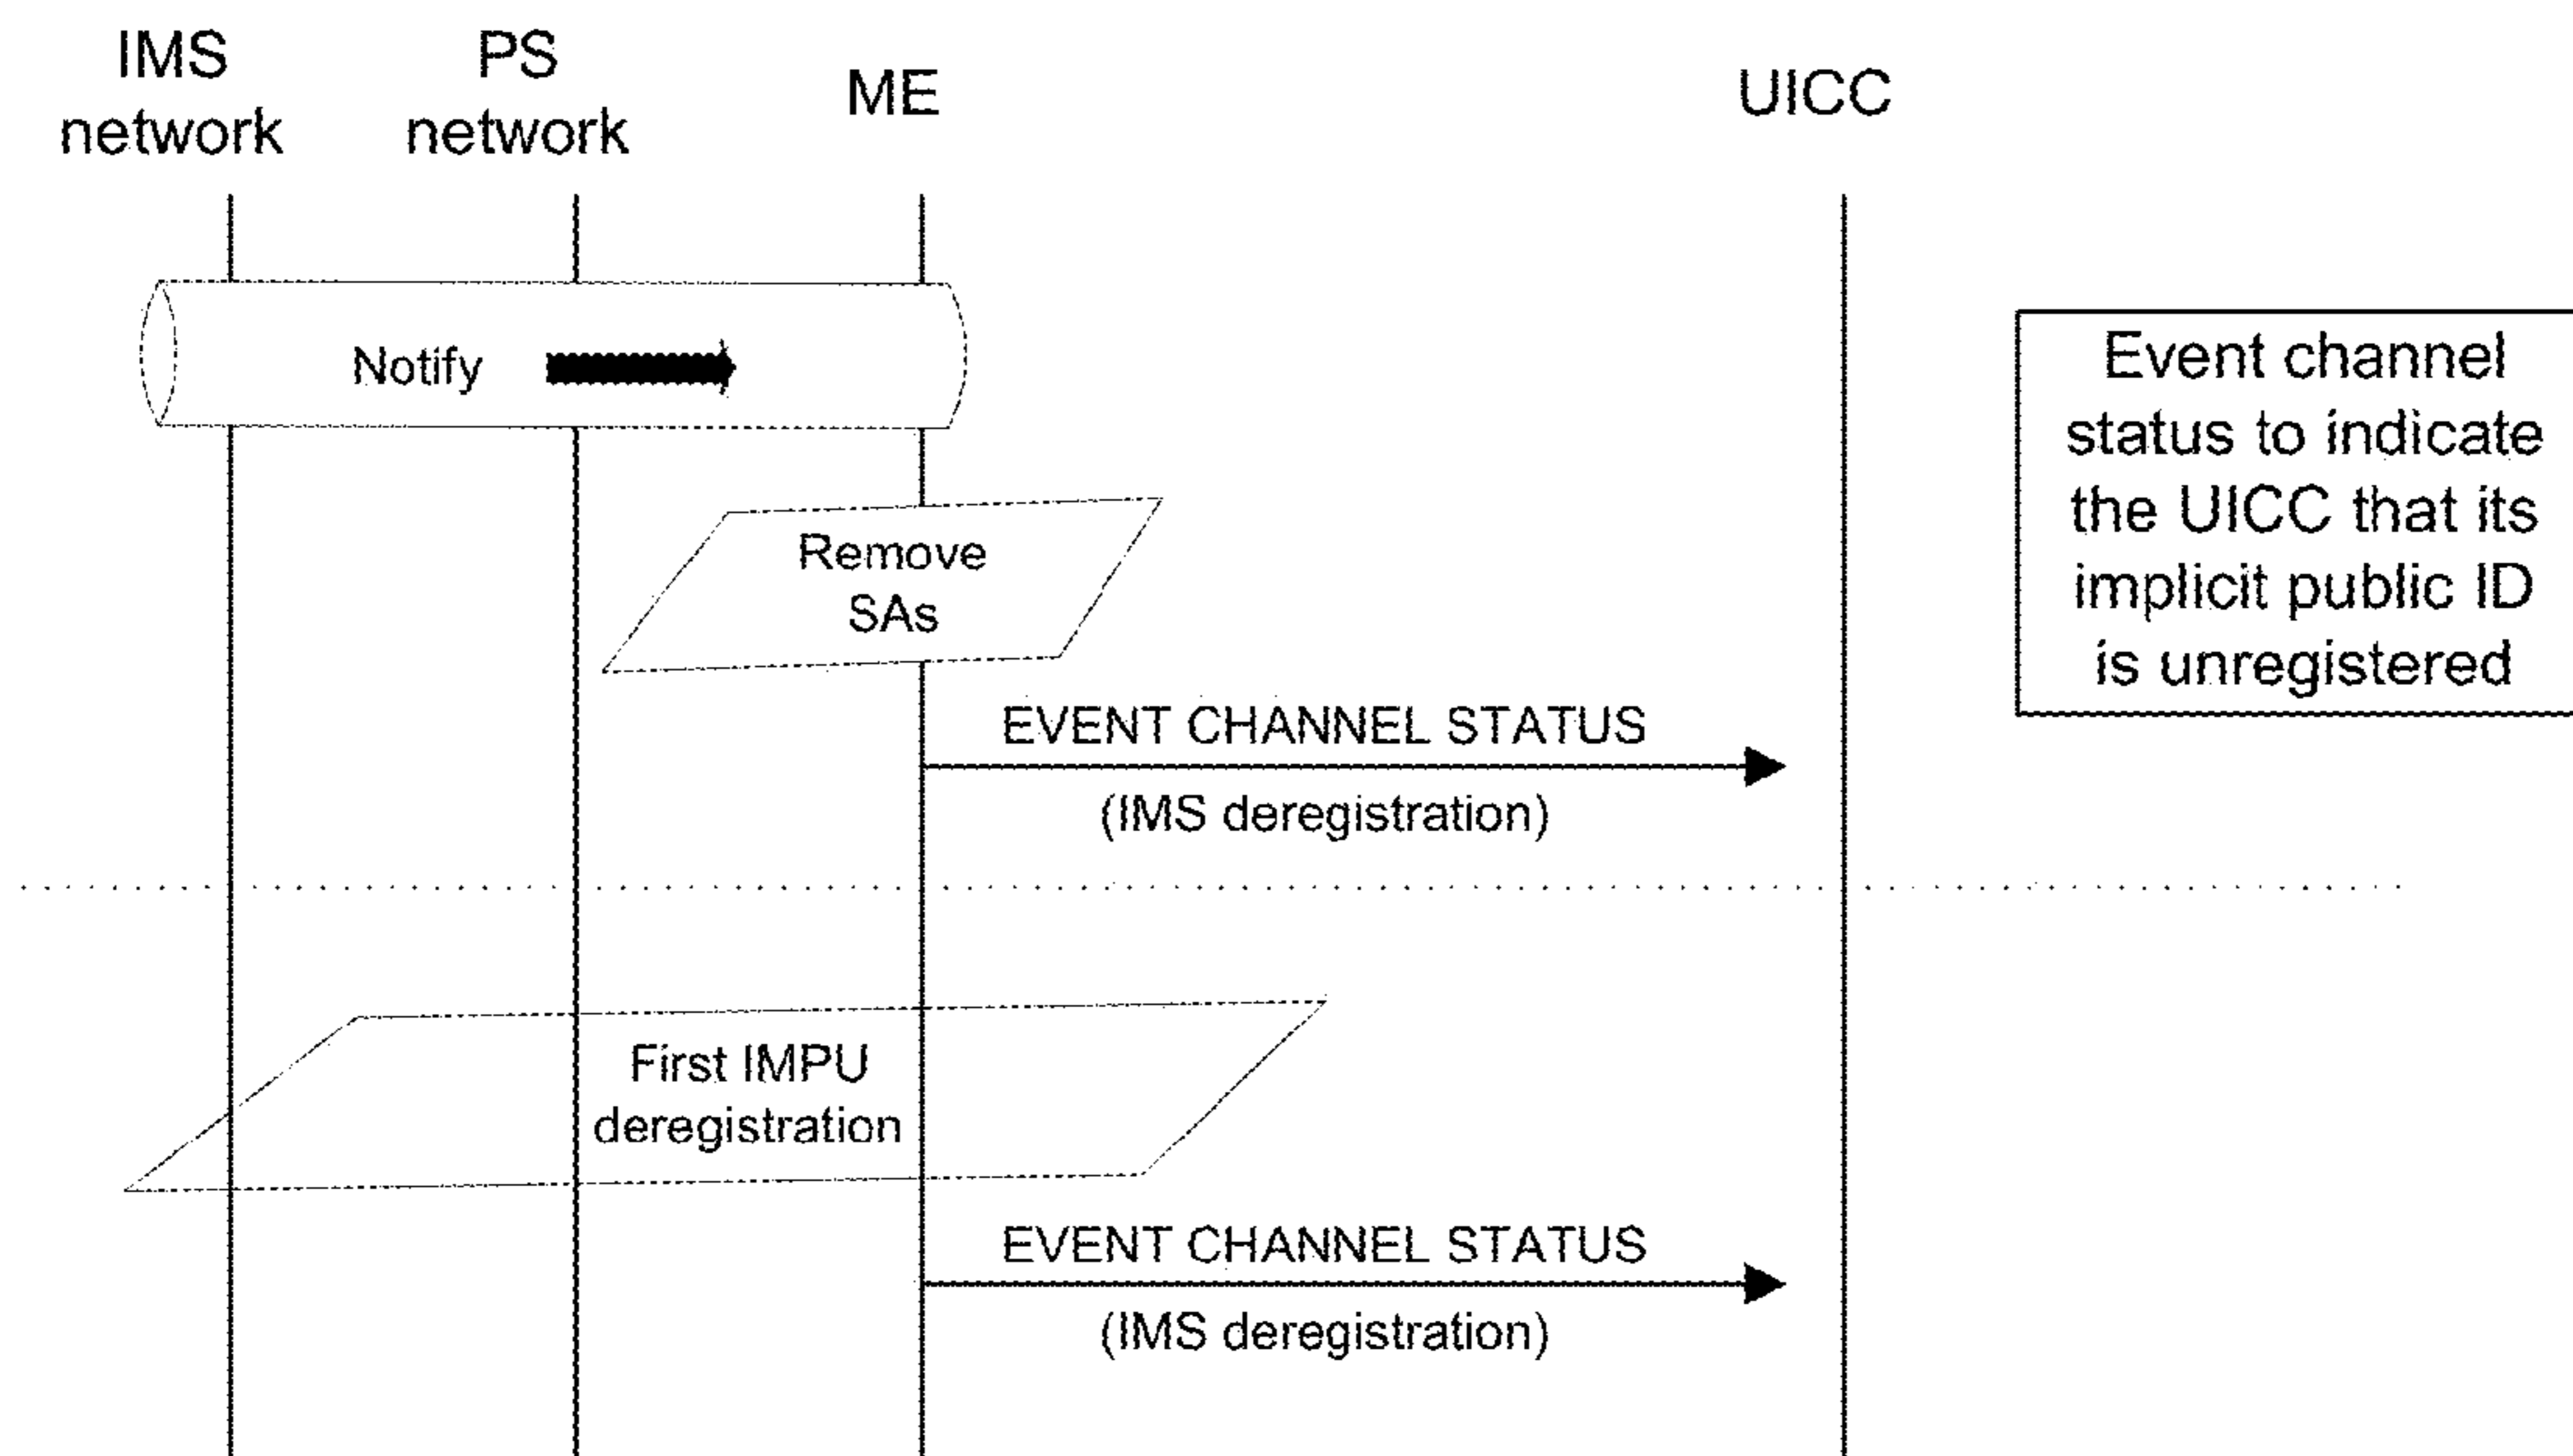 IMS
network
PS
network
ME
UICC
Notify
Event channel
status to indicate
the UICC that its
implicit public ID
is unregistered
Remove
SAs
EVENT CHANNEL STATUS
(IMS deregistration)
First IMPU
deregistration
EVENT CHANNEL STATUS
(IMS deregistration)